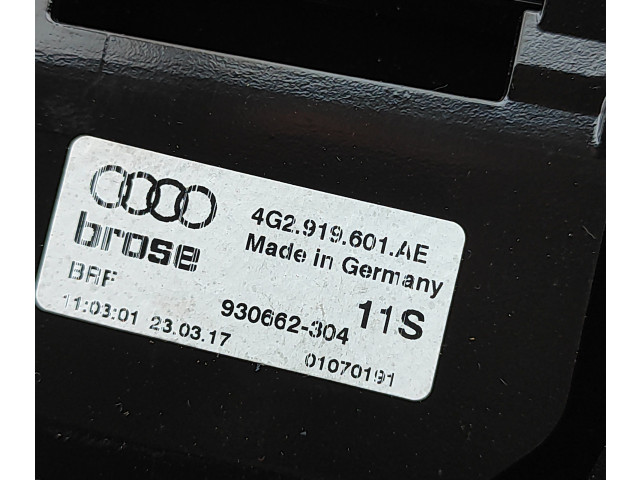 4G2.919.601.AE
brose
Made in Germany
BRF
930662-304
11S
11:03:01 23.03.17
01070191